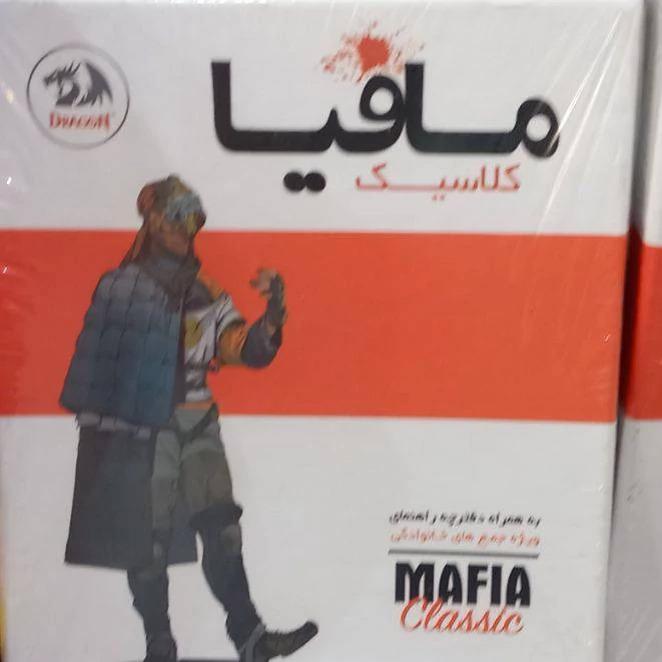 DRAGON
مافیا
کلاسیک
به همراه دفترچه راهنمای
ویژه جمع های خانوادگی
MAFIA
Classic